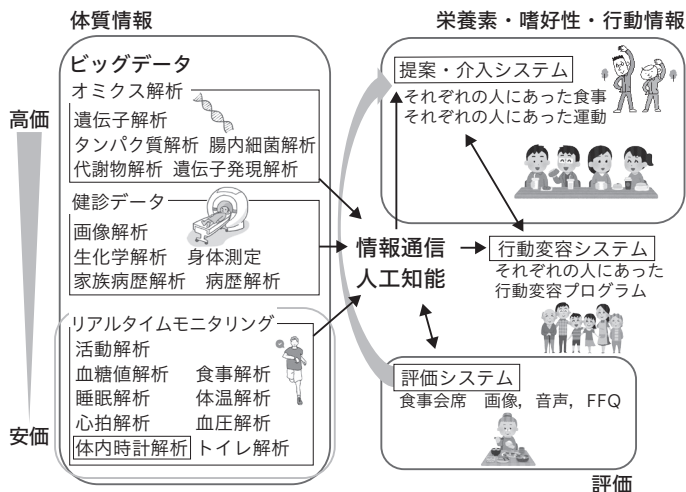 体質情報
栄養素・嗜好性・行動情報
高価
安価
ビッグデータ
オミクス解析
遺伝子解析
タンパク質解析 腸内細菌解析
代謝物解析 遺伝子発現解析
健診データ
画像解析
生化学解析 身体測定
家族病歴解析 病歴解析
リアルタイムモニタリング
活動解析
血糖値解析 食事解析
睡眠解析 体温解析
心拍解析 血圧解析
体内時計解析 トイレ解析
情報通信
人工知能
提案・介入システム
それぞれの人にあった食事
それぞれの人にあった運動
行動変容システム
それぞれの人にあった
行動変容プログラム
評価システム
食事会席 画像，音声，FFQ
評価